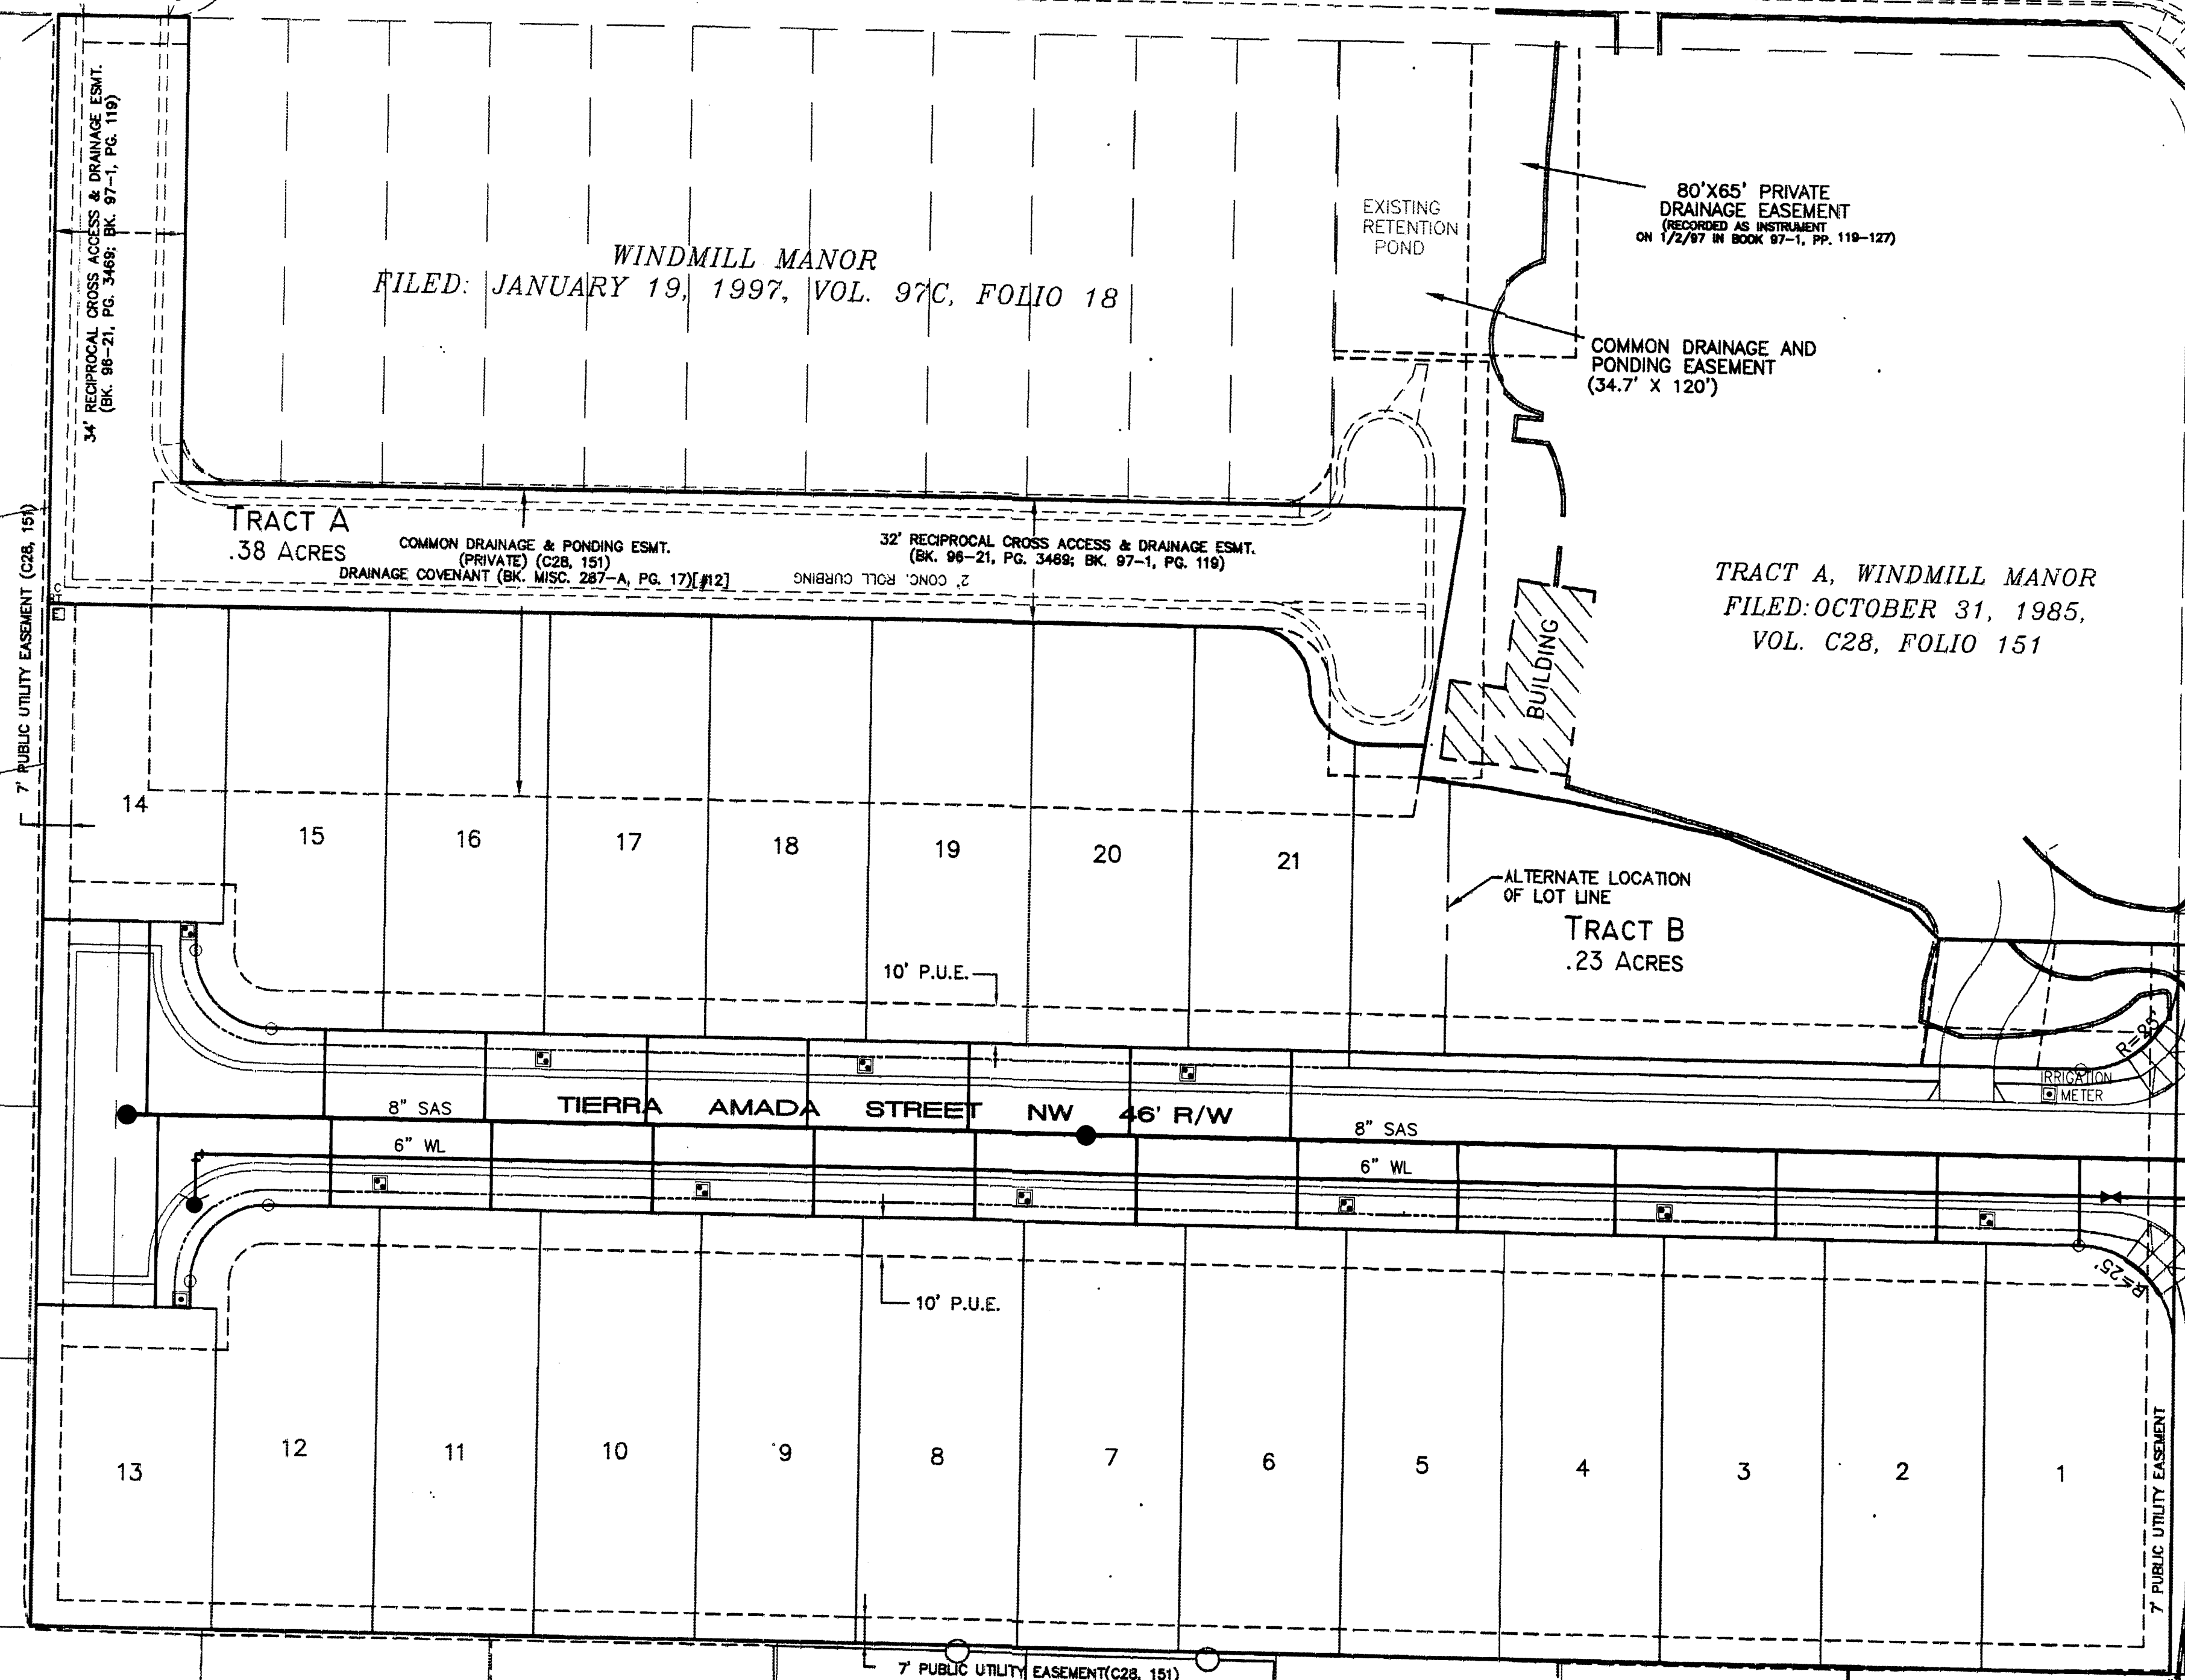 34' RECIPROCAL CROSS ACCESS & DRAINAGE ESMT.
(BK. 96-21, PG. 3469; BK. 97-1, PG. 119)
WINDMILL MANOR
FILED: JANUARY 19, 1997, VOL. 97C, FOLIO 18
EXISTING
RETENTION
POND
80'X65' PRIVATE
DRAINAGE EASEMENT
(RECORDED AS INSTRUMENT
ON 1/2/97 IN BOOK 97-1, PP. 119-127)
COMMON DRAINAGE AND
PONDING EASEMENT
(34.7' X 120')
7' PUBLIC UTILITY EASEMENT (C28, 151)
TRACT A
.38 ACRES
COMMON DRAINAGE & PONDING ESMT.
(PRIVATE) (C28, 151)
DRAINAGE COVENANT (BK. MISC. 287-A, PG. 17)[#12]
32' RECIPROCAL CROSS ACCESS & DRAINAGE ESMT.
(BK. 96-21, PG. 3469; BK. 97-1, PG. 119)
2' CONC. ROLL CURBING
E
BUILDING
TRACT A, WINDMILL MANOR
FILED: OCTOBER 31, 1985,
VOL. C28, FOLIO 151
14
15
16
17
18
19
20
21
ALTERNATE LOCATION
OF LOT LINE
TRACT B
.23 ACRES
10' P.U.E.
R=25'
IRRIGATION
METER
8" SAS
TIERRA AMADA STREET NW 46' R/W
8" SAS
6" WL
6" WL
R=25'
10' P.U.E.
13
12
11
10
9
8
7
6
5
4
3
2
1
7' PUBLIC UTILITY EASEMENT
7' PUBLIC UTILITY EASEMENT(C28, 151)